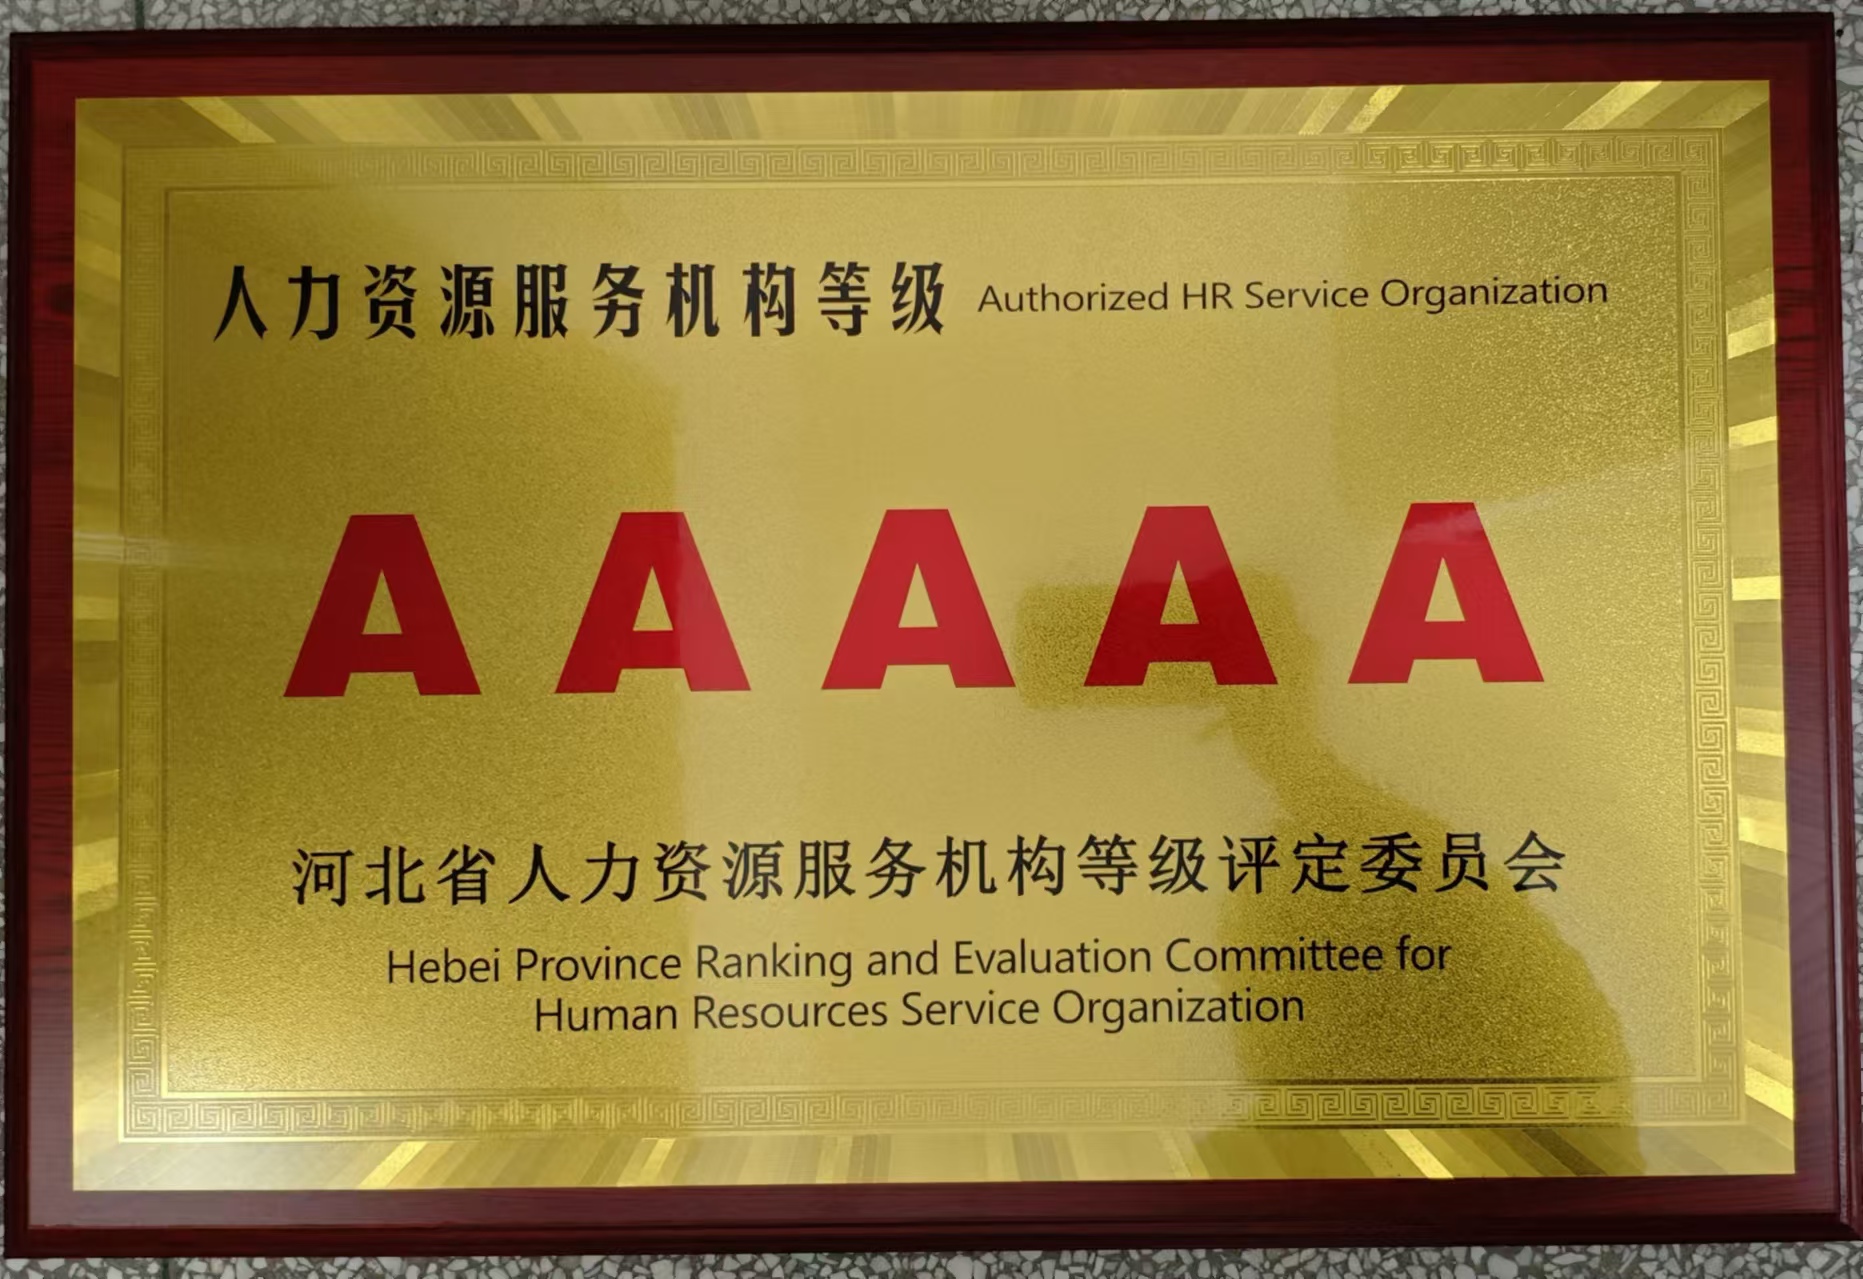 人力资源服务机构等级 Authorized HR Service Organization
AAAAA
河北省人力资源服务机构等级评定委员会
Hebei Province Ranking and Evaluation Committee for
Human Resources Service Organization